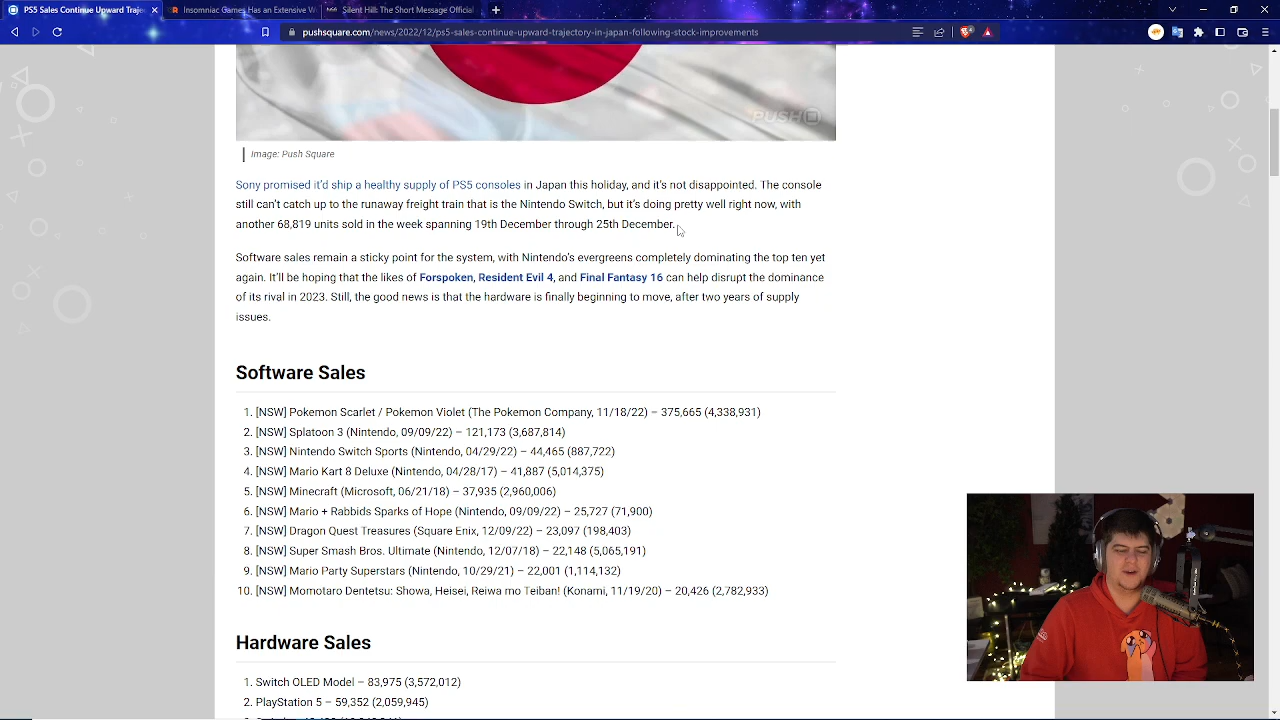 PS5 Sales Continue Upward Traje
Insomniac Games Has an Extensive W
Silent Hill: The Short Message Official
pushsquare.com/news/2022/12/ps5-sales-continue-upward-trajectory-in-japan-following-stock-improvements
PUSH
Image: Push Square
Sony promised it'd ship a healthy supply of PS5 consoles in Japan this holiday, and it's not disappointed. The console
still can't catch up to the runaway freight train that is the Nintendo Switch, but it's doing pretty well right now, with
another 68,819 units sold in the week spanning 19th December through 25th December.
Software sales remain a sticky point for the system, with Nintendo's evergreens completely dominating the top ten yet
again. It'll be hoping that the likes of Forspoken, Resident Evil 4, and Final Fantasy 16 can help disrupt the dominance
of its rival in 2023. Still, the good news is that the hardware is finally beginning to move, after two years of supply
issues.
Software Sales
1. [NSW] Pokemon Scarlet / Pokemon Violet (The Pokemon Company, 11/18/22) – 375,665 (4,338,931)
2. [NSW] Splatoon 3 (Nintendo, 09/09/22) – 121,173 (3,687,814)
3. [NSW] Nintendo Switch Sports (Nintendo, 04/29/22) – 44,465 (887,722)
4. [NSW] Mario Kart 8 Deluxe (Nintendo, 04/28/17) – 41,887 (5,014,375)
5. [NSW] Minecraft (Microsoft, 06/21/18) – 37,935 (2,960,006)
6. [NSW] Mario + Rabbids Sparks of Hope (Nintendo, 09/09/22) – 25,727 (71,900)
7. [NSW] Dragon Quest Treasures (Square Enix, 12/09/22) – 23,097 (198,403)
8. [NSW] Super Smash Bros. Ultimate (Nintendo, 12/07/18) – 22,148 (5,065,191)
9. [NSW] Mario Party Superstars (Nintendo, 10/29/21) – 22,001 (1,114,132)
10. [NSW] Momotaro Dentetsu: Showa, Heisei, Reiwa mo Teiban! (Konami, 11/19/20) – 20,426 (2,782,933)
Hardware Sales
1. Switch OLED Model – 83,975 (3,572,012)
2. PlayStation 5 – 59,352 (2,059,945)